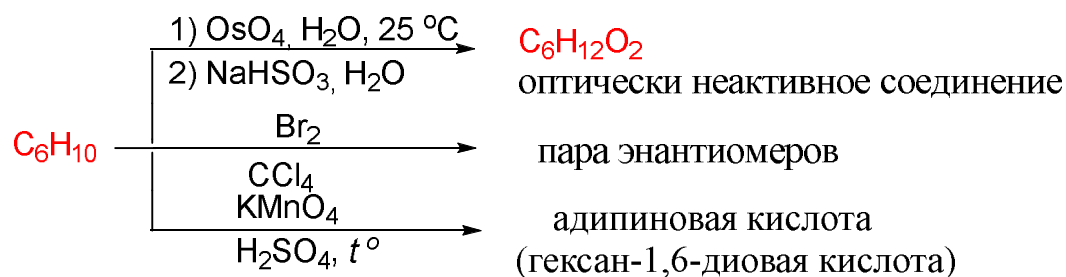 1) OsO4, H2O, 25 °C
2) NaHSO3, H2O
C6H12O2
оптически неактивное соединение
C6H10
Br2
CCl4
пара энантиомеров
KMnO4
H2SO4, t°
адипиновая кислота
(гексан-1,6-диовая кислота)